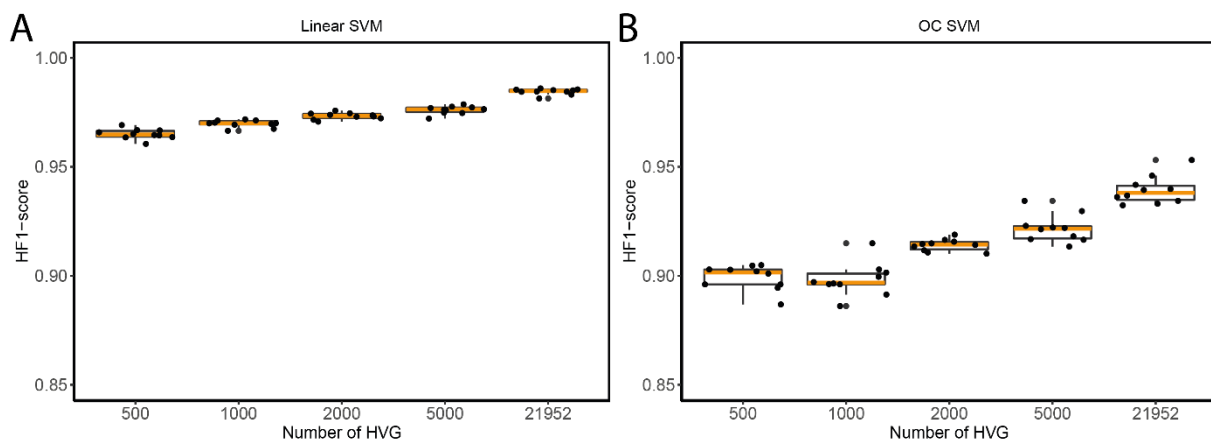 A
Linear SVM
HF1-score
1.00
0.95
0.90
0.85
500 1000 2000 5000 21952
Number of HVG
B
OC SVM
HF1-score
1.00
0.95
0.90
0.85
500 1000 2000 5000 21952
Number of HVG